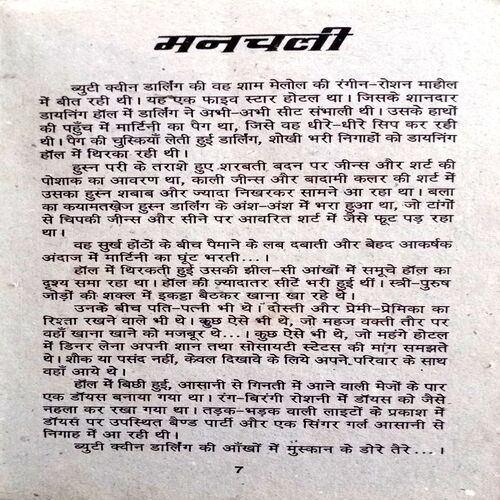 मनचली
ब्युटी क्वीन डार्लिंग की वह शाम मेलोल की रंगीन-रोशन माहौल
में बीत रही थी। यह एक फाइव स्टार होटल था। जिसके शानदार
डायनिंग हॉल में डार्लिंग ने अभी-अभी सीट संभाली थी। उसके हाथों
की पहुँच में मार्टिनी का पैग था, जिसे वह धीरे-धीरे सिप कर रही
थी। पैग की चुस्कियाँ लेती हुई डार्लिंग, शोखी भरी निगाहों को डायनिंग
हॉल में थिरका रही थी।
हुस्न परी के तराशे हुए शरबती बदन पर जीन्स और शर्ट की
पोशाक का आवरण था, काली जीन्स और बादामी कलर की शर्ट में
उसका हुस्न शबाब और ज्यादा निखरकर सामने आ रहा था। बला
का कयामतखेज हुस्न डार्लिंग के अंश-अंश में भरा हुआ था, जो टांगों
से चिपकी जीन्स और सीने पर आवरित शर्ट में जैसे फूट पड़ रहा
था।
वह सुर्ख होंठों के बीच पैमाने के लब दबाती और बेहद आकर्षक
अंदाज में मार्टिनी का घूंट भरती...।
हॉल में थिरकती हुई उसकी झील-सी आंखों में समूचे हॉल का
दृश्य समा रहा था। हॉल की ज़्यादातर सीटें भरी हुई थीं। स्त्री-पुरुष
जोड़ों की शक्ल में इकट्ठा बैठकर खाना खा रहे थे।
उनके बीच पति-पत्नी भी थे। दोस्ती और प्रेमी-प्रेमिका का
रिश्ता रखने वाले भी थे। कुछ ऐसे भी थे, जो महज वक्ती तौर पर
वहाँ खाना खाने को मजबूर थे...। कुछ ऐसे भी थे, जो महंगे होटल
में डिनर लेना अपनी शान तथा सोसायटी स्टेटस की मांग समझते
थे। शौक या पसंद नहीं, केवल दिखावे के लिये अपने परिवार के साथ
वहाँ आये थे।
हॉल में बिछी हुई, आसानी से गिनती में आने वाली मेजों के पार
एक डॉयस बनाया गया था। रंग-बिरंगी रोशनी में डॉयस को जैसे
नहला कर रखा गया था। तड़क-भड़क वाली लाइटों के प्रकाश में
डॉयस पर उपस्थित बैण्ड पार्टी और एक सिंगर गर्ल आसानी से
निगाह में आ रही थी।
ब्युटी क्वीन डार्लिंग की आँखों में मुस्कान के डोरे तैरे...।
7